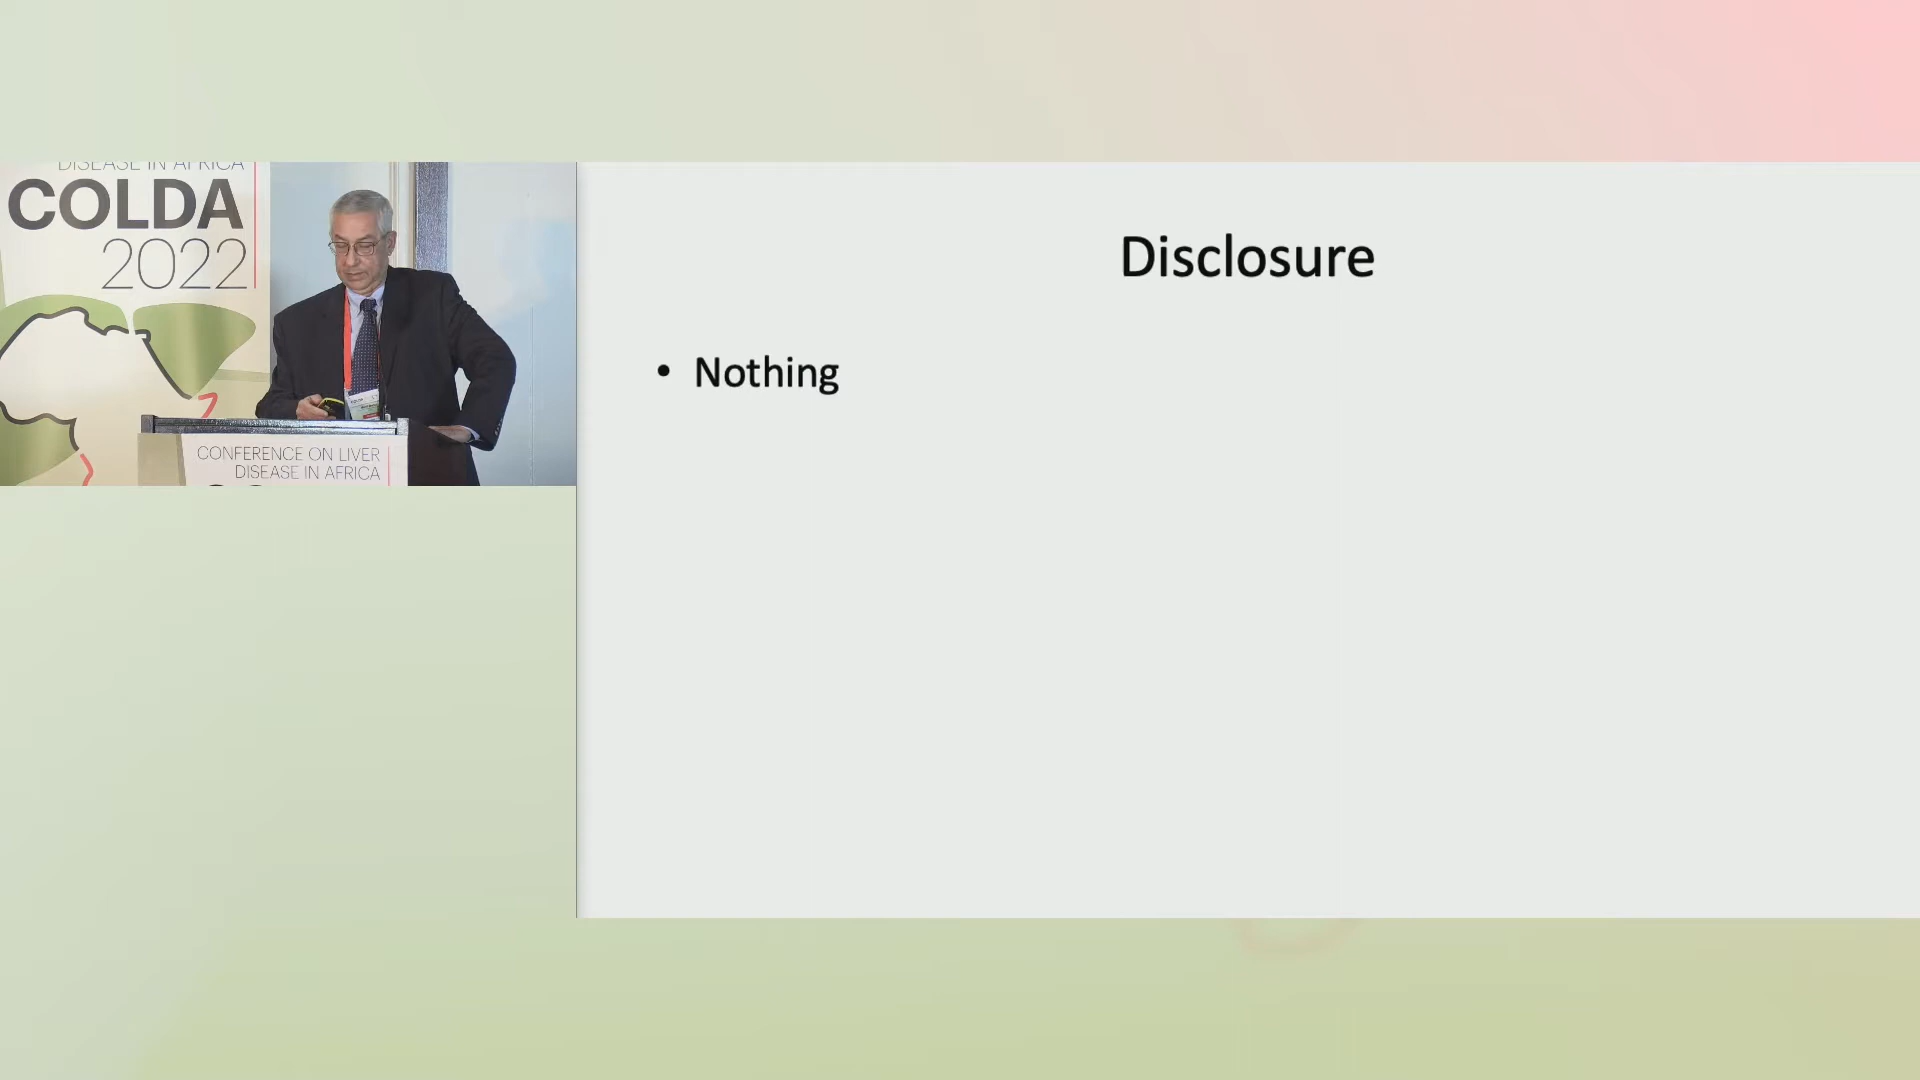 DISEASE IN AFRICA
COLDA
2022
CONFERENCE ON LIVER
DISEASE IN AFRICA
Disclosure
• Nothing